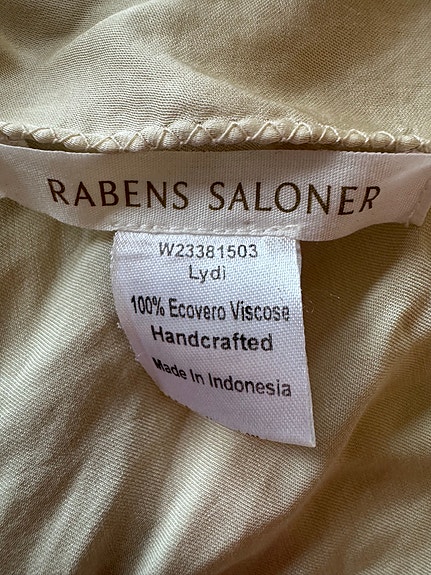 RABENS SALONER
W23381503
Lydi
100% Ecovero Viscose
Handcrafted
Made In Indonesia